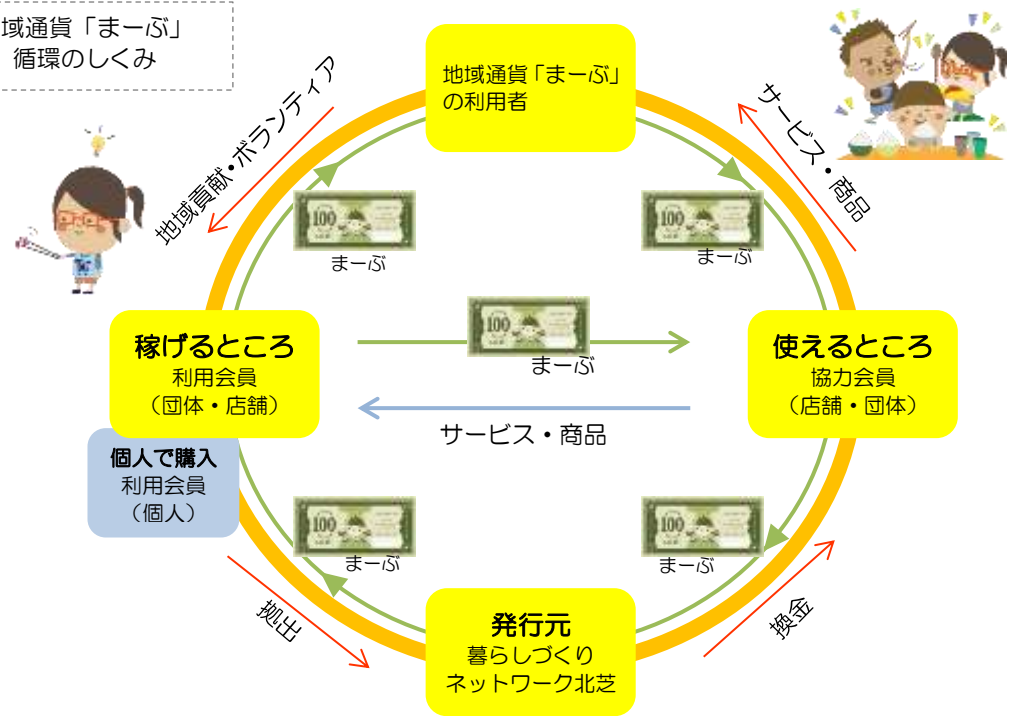 域通貨「まーぶ」
循環のしくみ
地域通貨「まーぶ」
の利用者
地域貢献・ボランティア
サービス・商品
100
まーぶ
100
まーぶ
100
まーぶ
稼げるところ
利用会員
（団体・店舗）
使えるところ
協力会員
（店舗・団体）
サービス・商品
個人で購入
利用会員
（個人）
100
まーぶ
100
まーぶ
拠出
換金
発行元
暮らしづくり
ネットワーク北芝